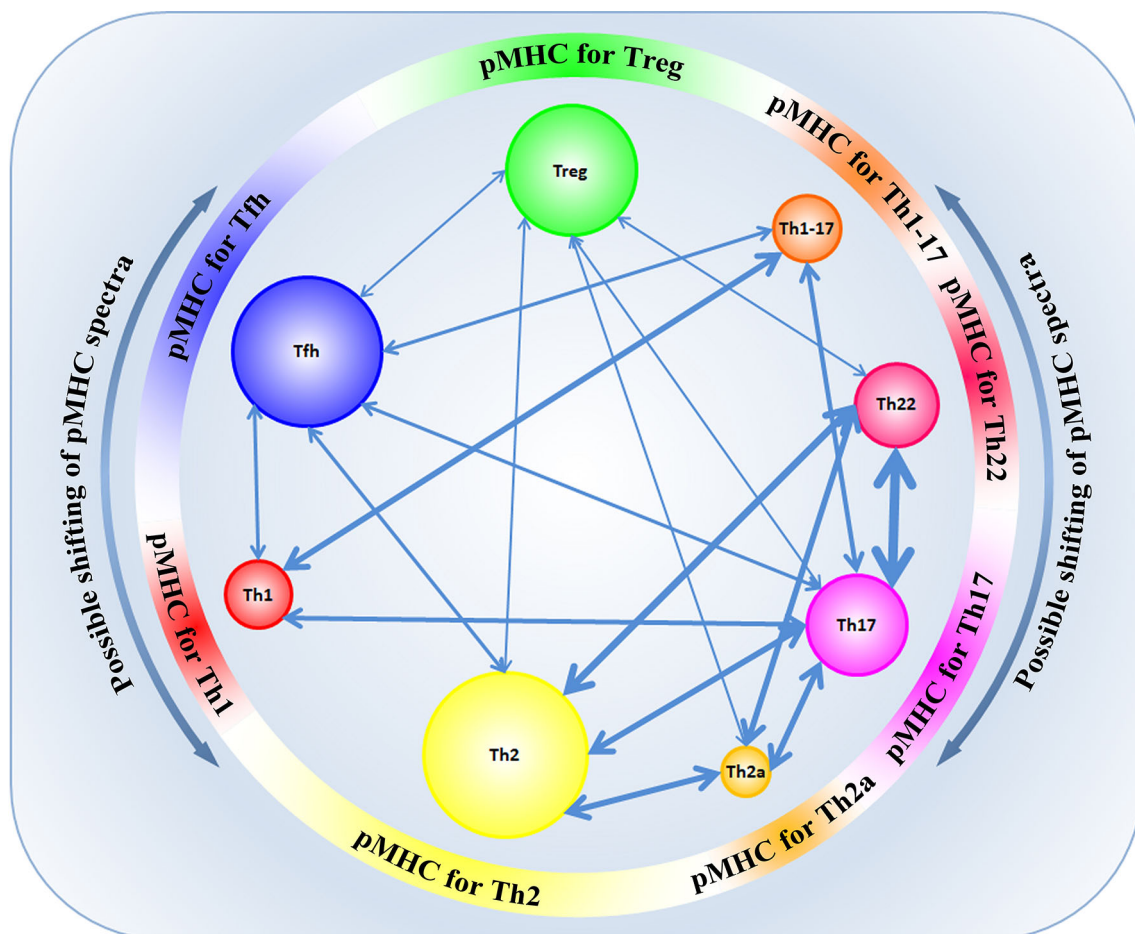 pMHC for Treg
pMHC for Th1-17
pMHC for Tfh
pMHC for Th22
Possible shifting of pMHC spectra
Possible shifting of pMHC spectra
Treg
Th1-17
Tfh
Th22
Th1
Th17
Th2
Th2a
pMHC for Th1
pMHC for Th17
pMHC for Th2a
pMHC for Th2